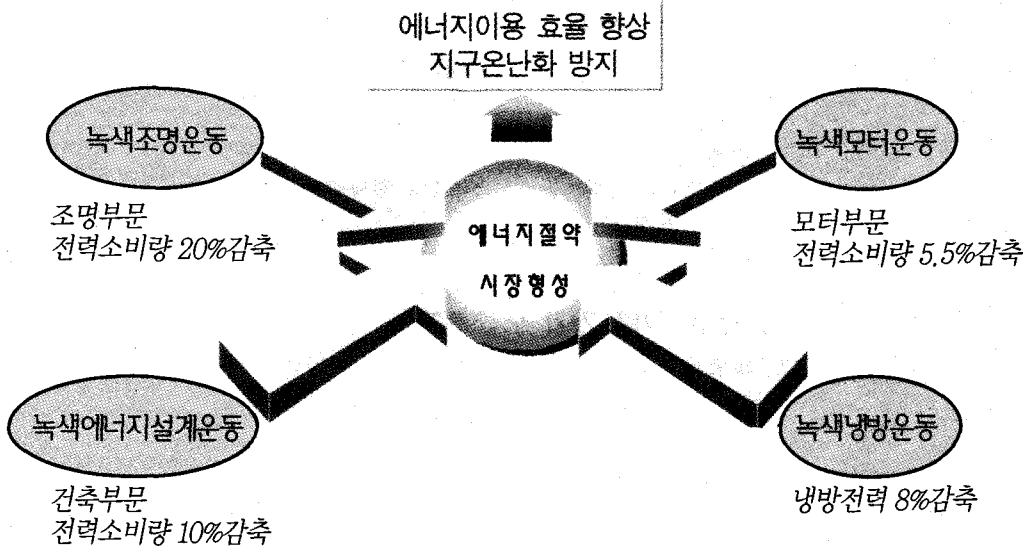 에너지이용 효율 향상
지구온난화 방지
녹색조명운동
조명부문
전력소비량 20%감축
녹색모터운동
모터부문
전력소비량 5.5%감축
에너지절약
시장형성
녹색에너지설계운동
건축부문
전력소비량 10%감축
녹색냉방운동
냉방전력 8%감축